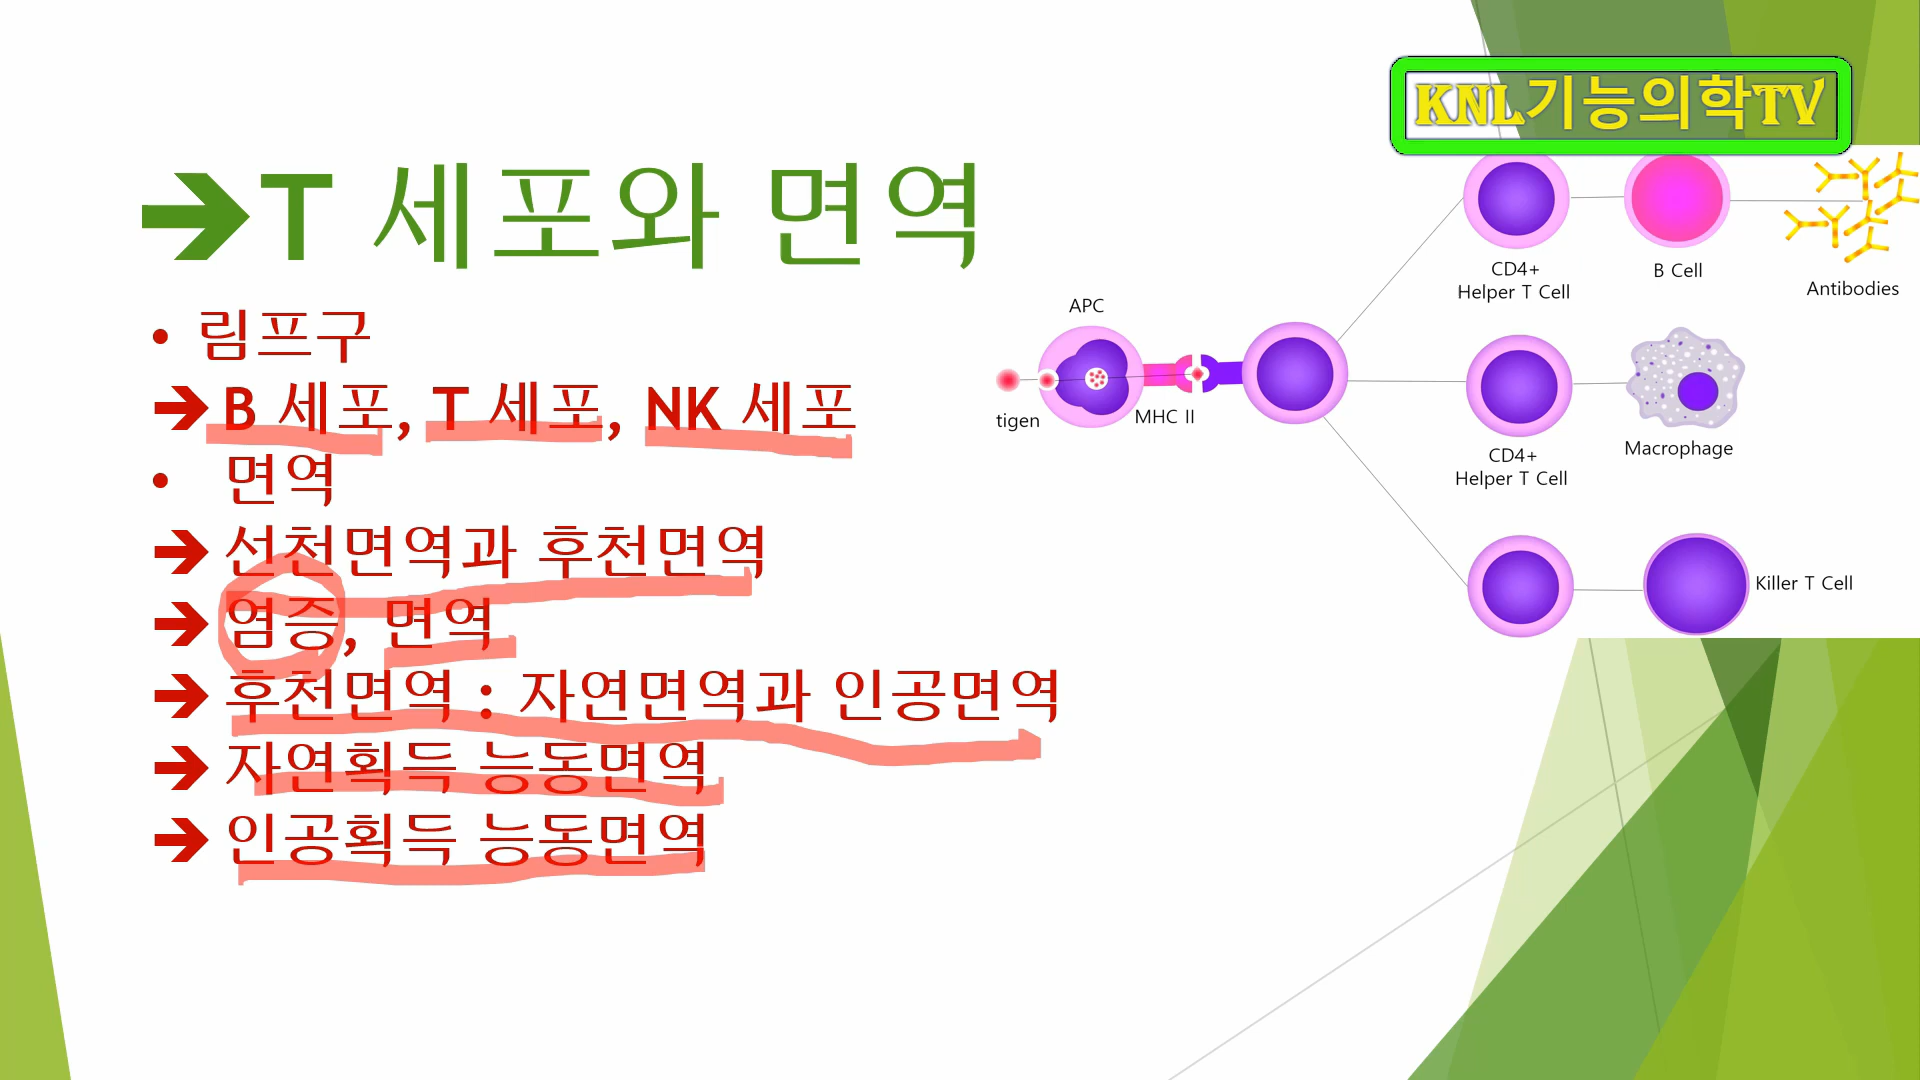 KNL기능의학TV
➔T 세포와 면역
• 림프구
➔ B 세포, T 세포, NK 세포
• 면역
➔ 선천면역과 후천면역
➔ 염증, 면역
➔ 후천면역 : 자연면역과 인공면역
➔ 자연획득 능동면역
➔ 인공획득 능동면역
tigen
APC
MHC II
CD4+
Helper T Cell
B Cell
Antibodies
CD4+
Helper T Cell
Macrophage
Killer T Cell